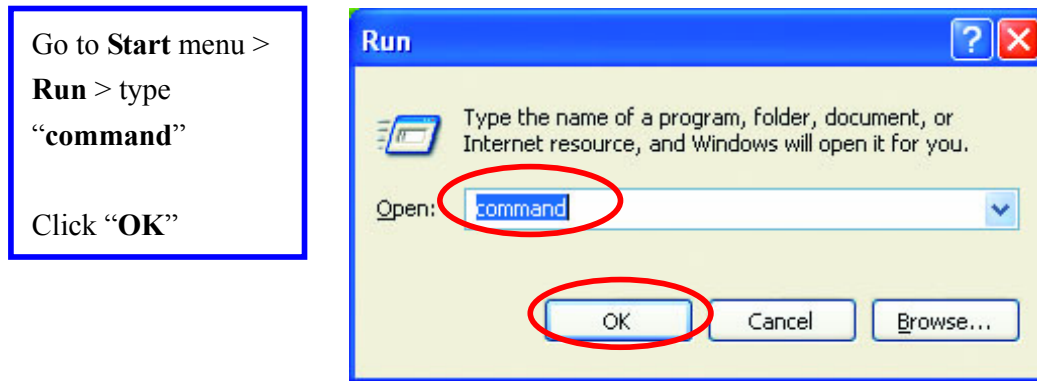 Go to Start menu >
Run > type
“command”
Click “OK”
Run
Type the name of a program, folder, document, or
Internet resource, and Windows will open it for you.
Open: command
OK Cancel Browse...